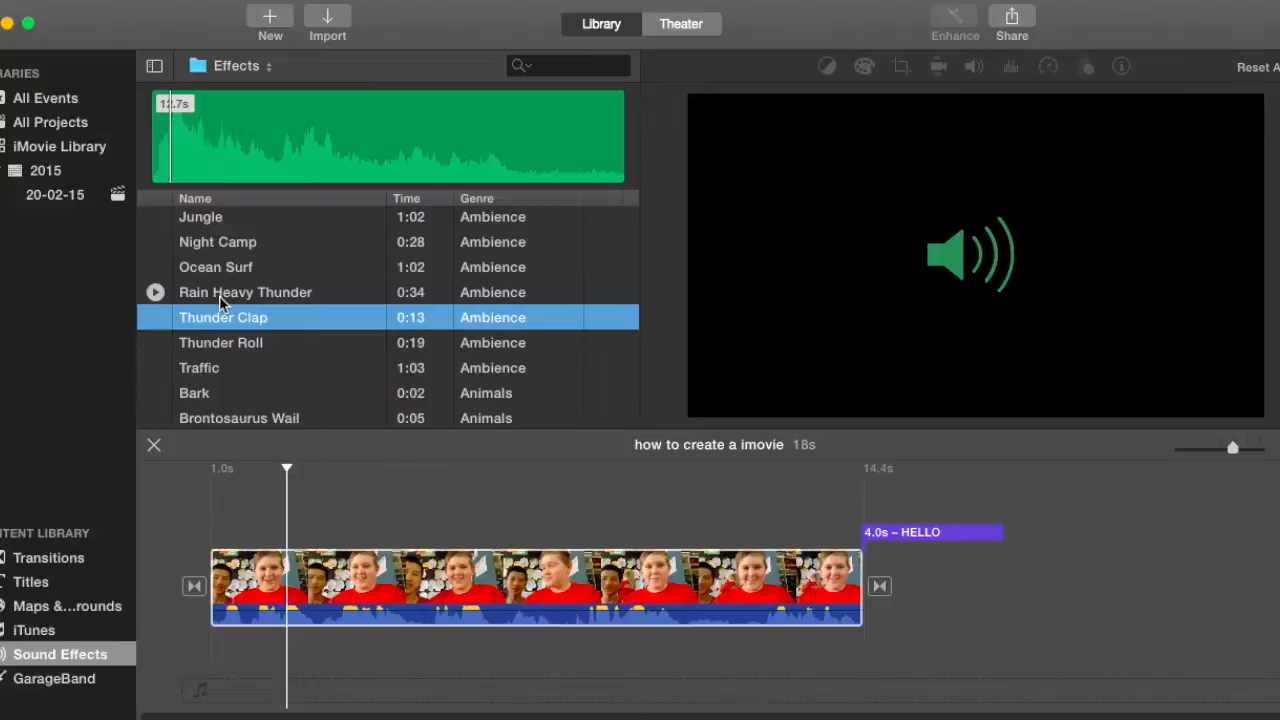 New Import Library Theater Enhance Share
Effects
Reset A
RARIES
All Events
All Projects
iMovie Library
2015
20-02-15
12.7s
Name Time Genre
Jungle 1:02 Ambience
Night Camp 0:28 Ambience
Ocean Surf 1:02 Ambience
Rain Heavy Thunder 0:34 Ambience
Thunder Clap 0:13 Ambience
Thunder Roll 0:19 Ambience
Traffic 1:03 Ambience
Bark 0:02 Animals
Brontosaurus Wail 0:05 Animals
how to create a imovie 18s
1.0s 14.4s
4.0s – HELLO
TENT LIBRARY
Transitions
Titles
Maps &...rounds
iTunes
Sound Effects
GarageBand